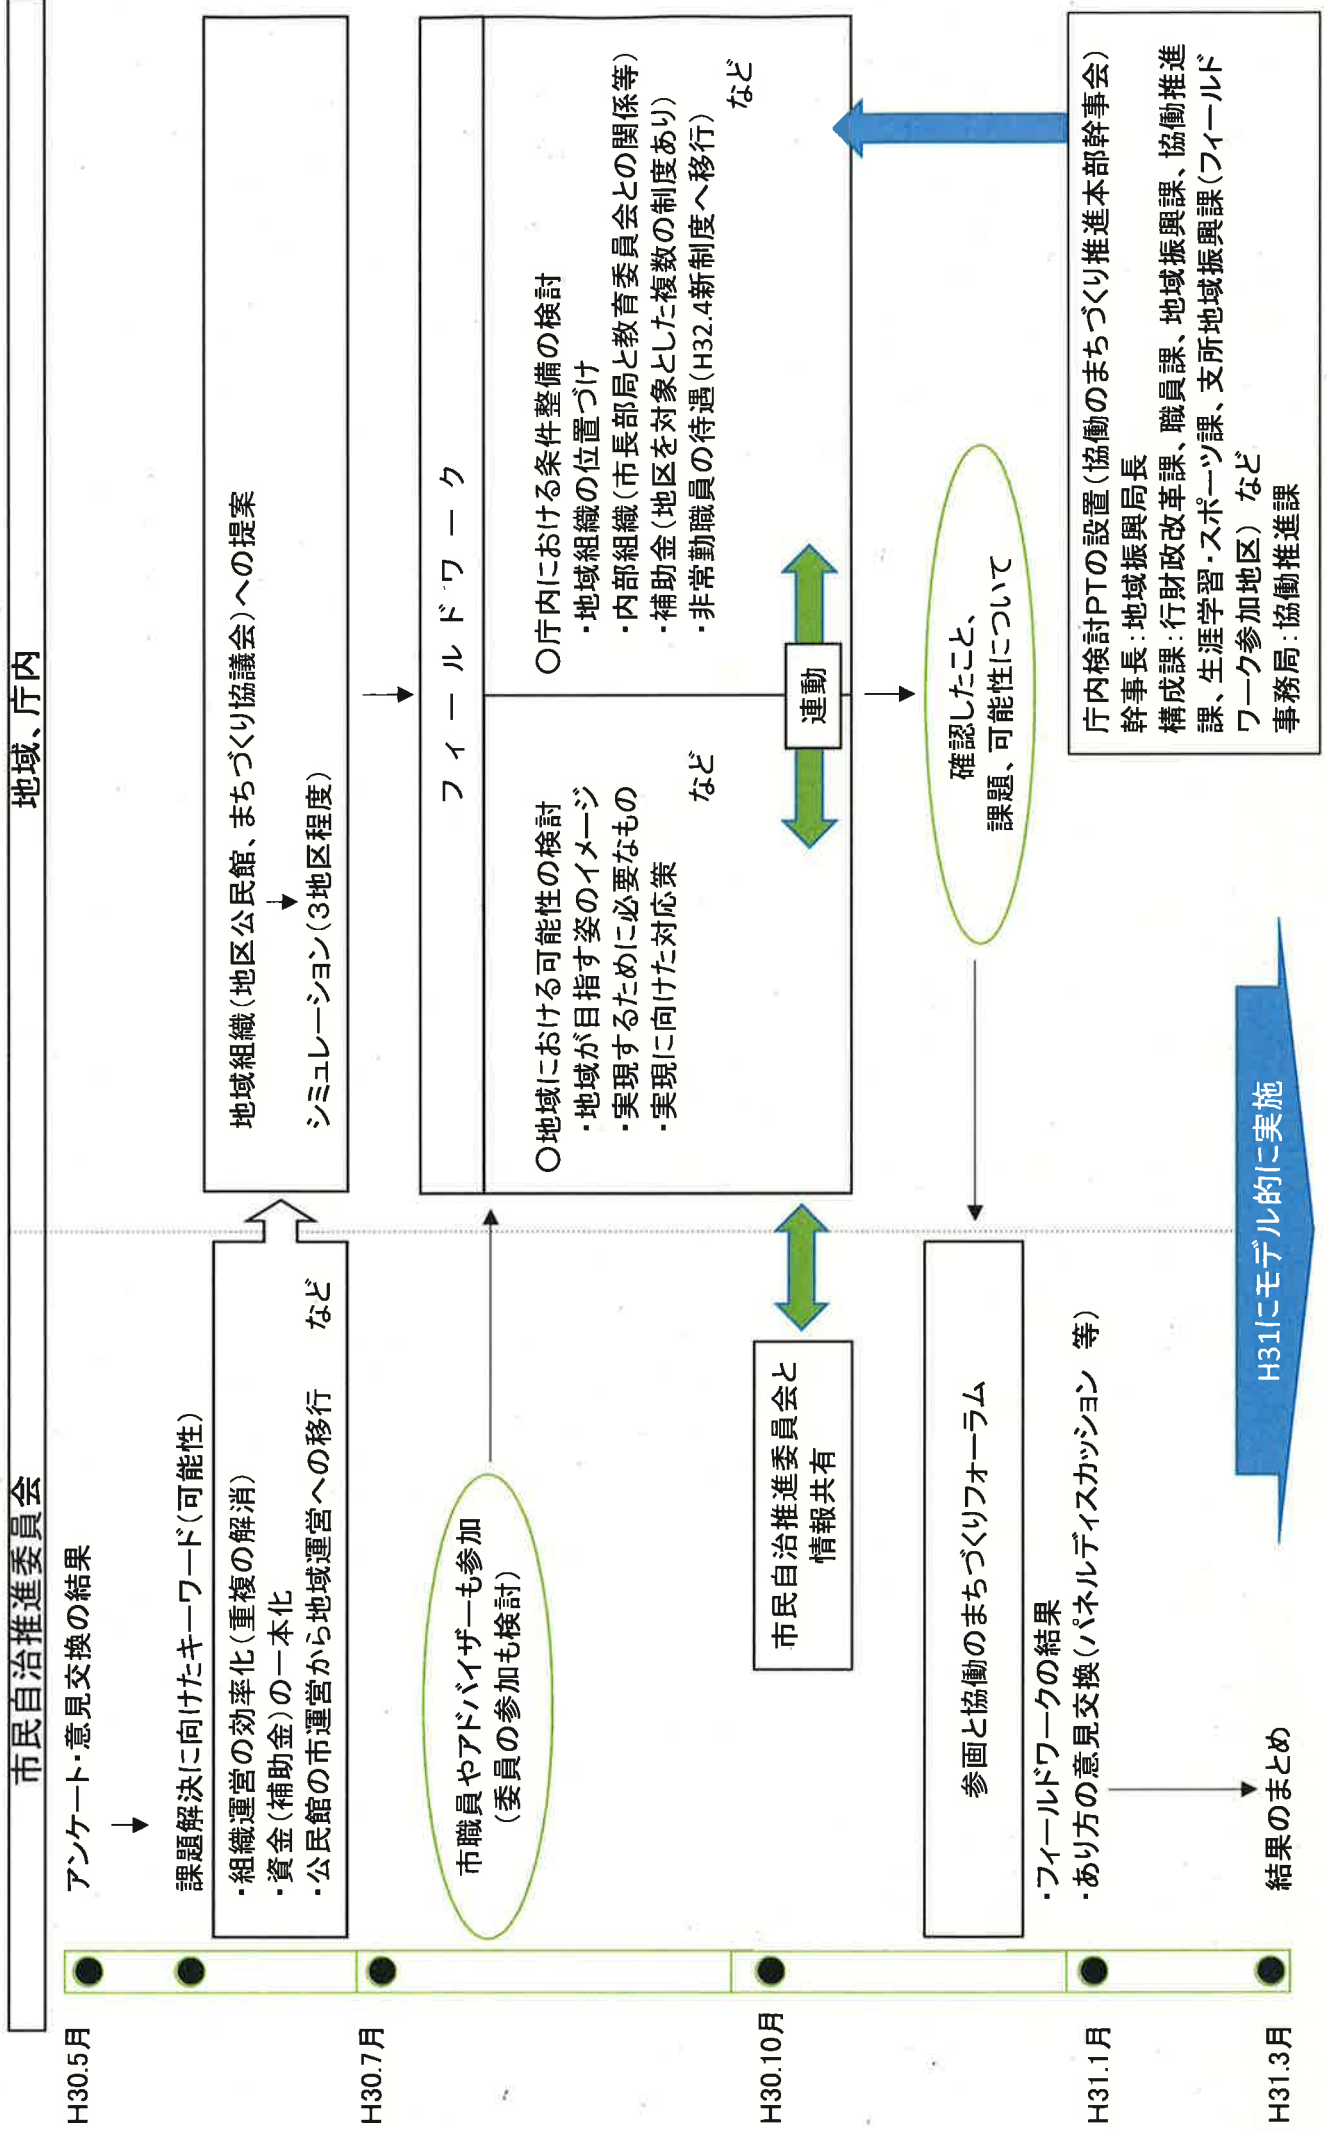 市民自治推進委員会
地域、庁内
H30.5月
アンケート・意見交換の結果
課題解決に向けたキーワード(可能性)
・組織運営の効率化(重複の解消)
・資金(補助金)の一本化
・公民館の市運営から地域運営への移行 など
地域組織(地区公民館、まちづくり協議会)への提案
シミュレーション(3地区程度)
H30.7月
市職員やアドバイザーも参加
(委員の参加も検討)
フィールドワーク
〇地域における可能性の検討
・地域が目指す姿のイメージ
・実現するために必要なもの
・実現に向けた対応策
など
〇庁内における条件整備の検討
・地域組織の位置づけ
・内部組織(市長部局と教育委員会との関係等)
・補助金(地区を対象とした複数の制度あり)
・非常勤職員の待遇(H32.4新制度へ移行)
など
連動
H30.10月
市民自治推進委員会と
情報共有
確認したこと、
課題、可能性について
参画と協働のまちづくりフォーラム
H31.1月
・フィールドワークの結果
・あり方の意見交換(パネルディスカッション 等)
庁内検討PTの設置(協働のまちづくり推進本部幹事会)
幹事長:地域振興局長
構成課:行財政改革課、職員課、地域振興課、協働推進
課、生涯学習・スポーツ課、支所地域振興課(フィールド
ワーク参加地区) など
事務局:協働推進課
H31.3月
結果のまとめ
H31にモデル的に実施